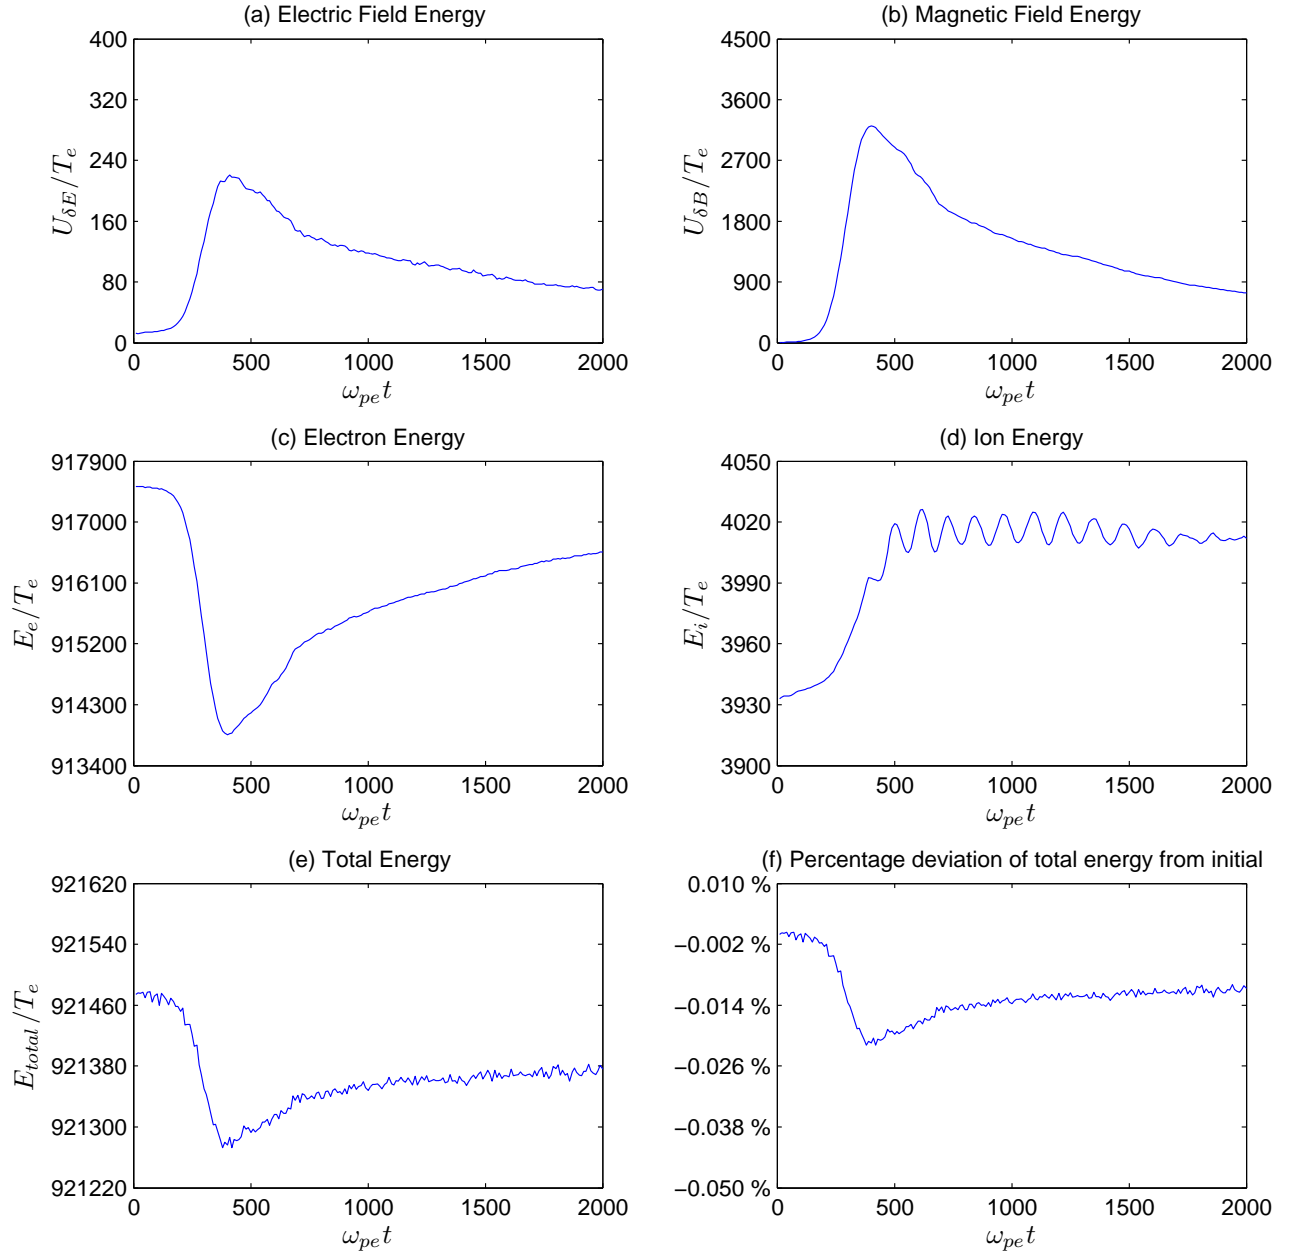 (a) Electric Field Energy
400
320
240
160
80
0
U_{δE}/T_e
0 500 1000 1500 2000
ω_{pe}t
(b) Magnetic Field Energy
4500
3600
2700
1800
900
0
U_{δB}/T_e
0 500 1000 1500 2000
ω_{pe}t
(c) Electron Energy
917900
917000
916100
915200
914300
913400
E_e/T_e
0 500 1000 1500 2000
ω_{pe}t
(d) Ion Energy
4050
4020
3990
3960
3930
3900
E_i/T_e
0 500 1000 1500 2000
ω_{pe}t
(e) Total Energy
921620
921540
921460
921380
921300
921220
E_{total}/T_e
0 500 1000 1500 2000
ω_{pe}t
(f) Percentage deviation of total energy from initial
0.010 %
−0.002 %
−0.014 %
−0.026 %
−0.038 %
−0.050 %
0 500 1000 1500 2000
ω_{pe}t